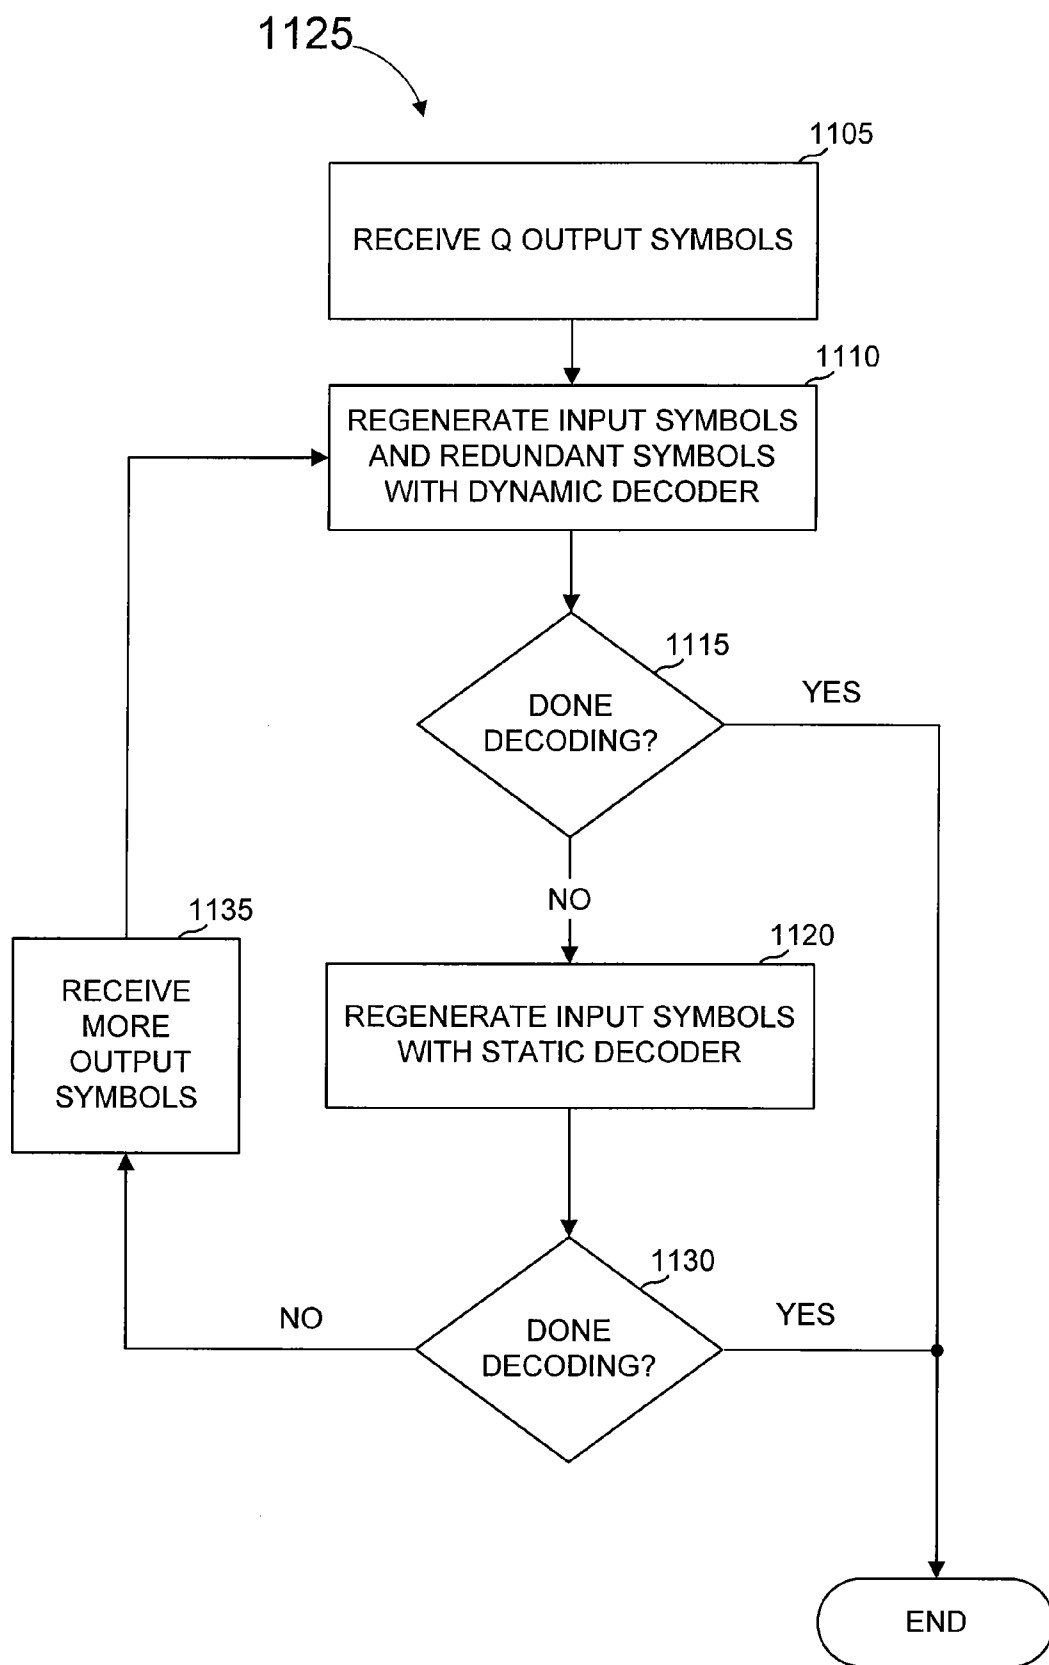 1125
1105
RECEIVE Q OUTPUT SYMBOLS
1110
REGENERATE INPUT SYMBOLS
AND REDUNDANT SYMBOLS
WITH DYNAMIC DECODER
1115
YES
DONE
DECODING?
NO
1135
RECEIVE
MORE
OUTPUT
SYMBOLS
1120
REGENERATE INPUT SYMBOLS
WITH STATIC DECODER
1130
NO
YES
DONE
DECODING?
END